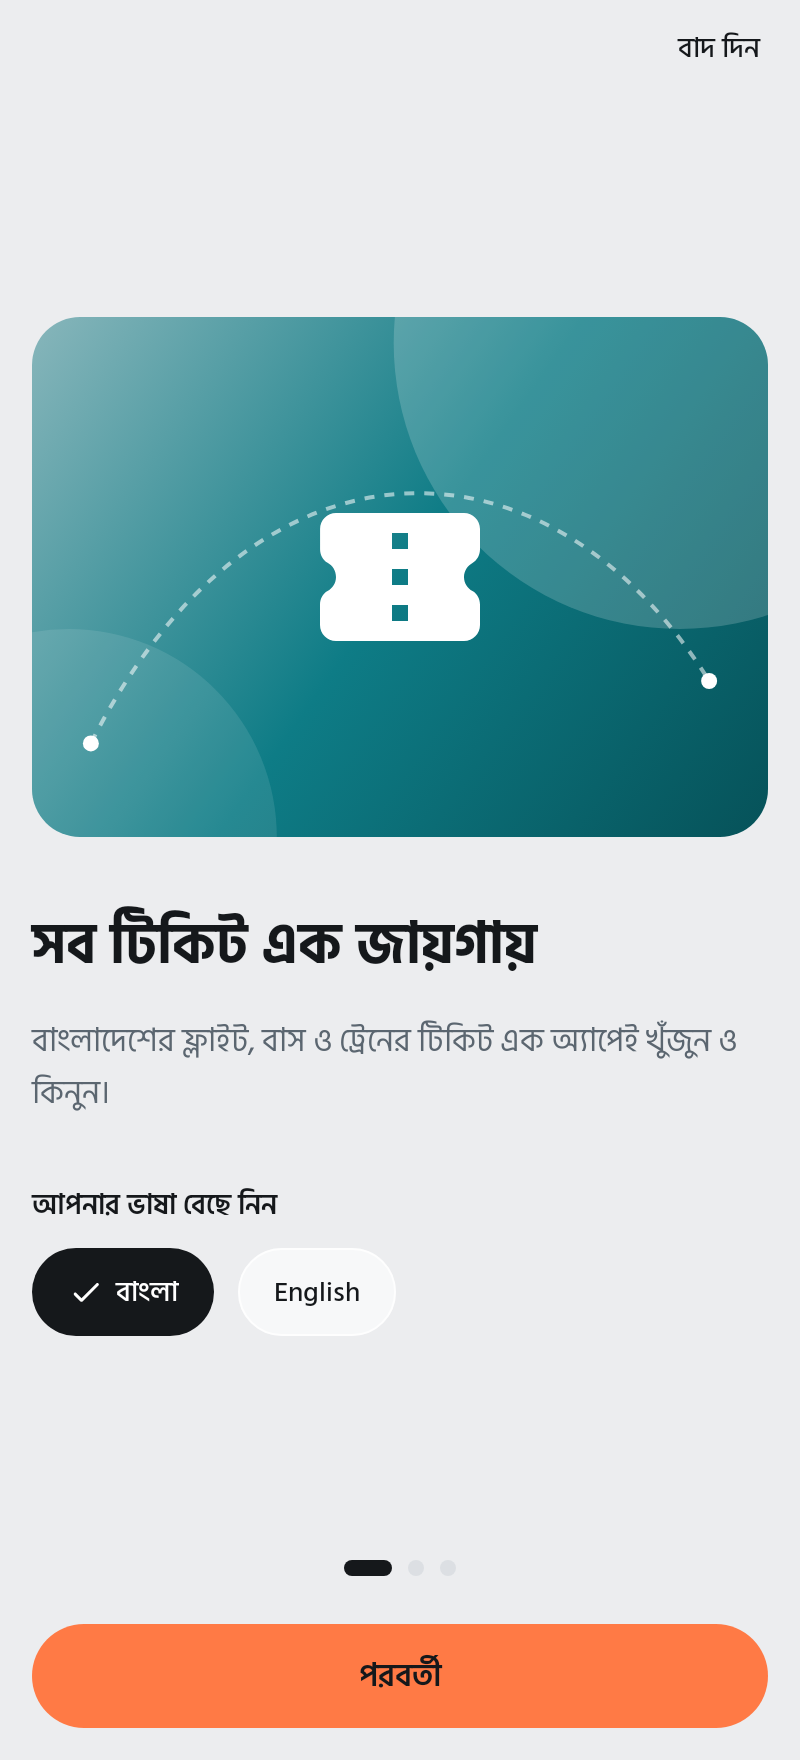 বাদ দিন
সব টিকিট এক জায়গায়
বাংলাদেশের ফ্লাইট, বাস ও ট্রেনের টিকিট এক অ্যাপেই খুঁজুন ও
কিনুন।
আপনার ভাষা বেছে নিন
বাংলা
English
পরবর্তী